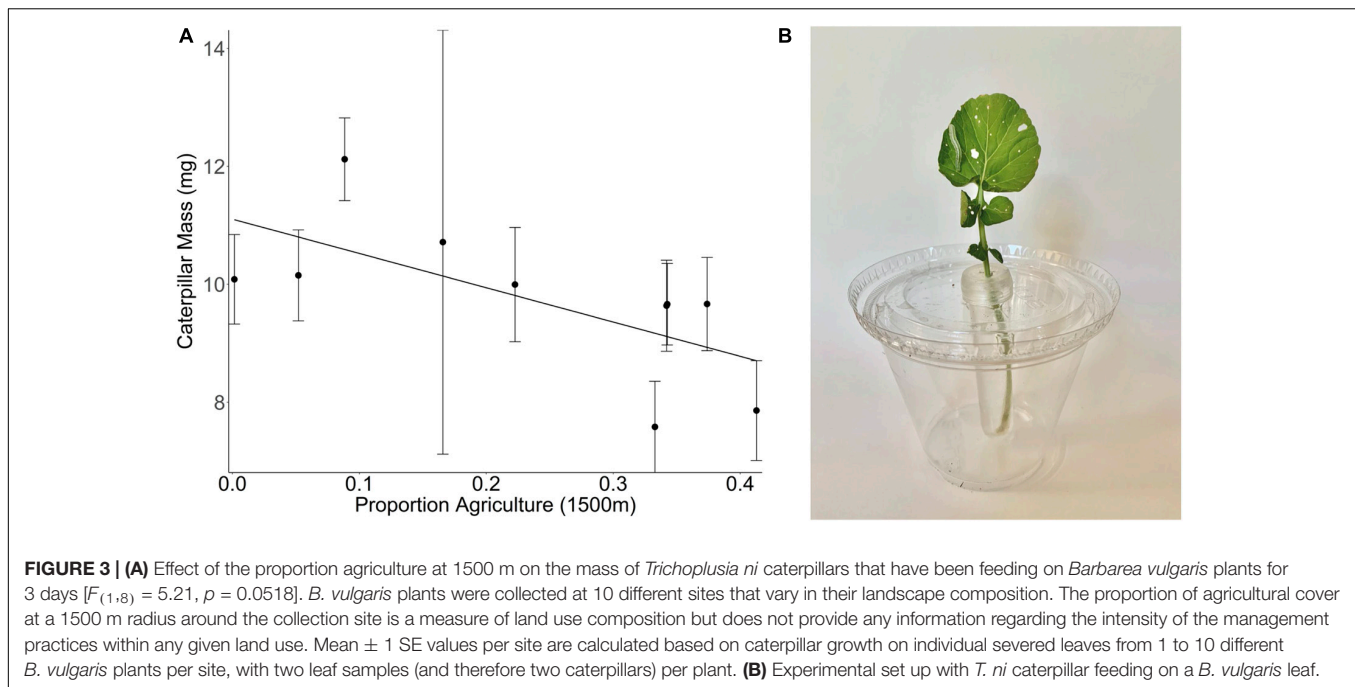 A
B
14
12
10
8
Caterpillar Mass (mg)
0.0 0.1 0.2 0.3 0.4
Proportion Agriculture (1500m)
FIGURE 3 | (A) Effect of the proportion agriculture at 1500 m on the mass of Trichoplusia ni caterpillars that have been feeding on Barbarea vulgaris plants for
3 days [F(1,8) = 5.21, p = 0.0518]. B. vulgaris plants were collected at 10 different sites that vary in their landscape composition. The proportion of agricultural cover
at a 1500 m radius around the collection site is a measure of land use composition but does not provide any information regarding the intensity of the management
practices within any given land use. Mean ± 1 SE values per site are calculated based on caterpillar growth on individual severed leaves from 1 to 10 different
B. vulgaris plants per site, with two leaf samples (and therefore two caterpillars) per plant. (B) Experimental set up with T. ni caterpillar feeding on a B. vulgaris leaf.